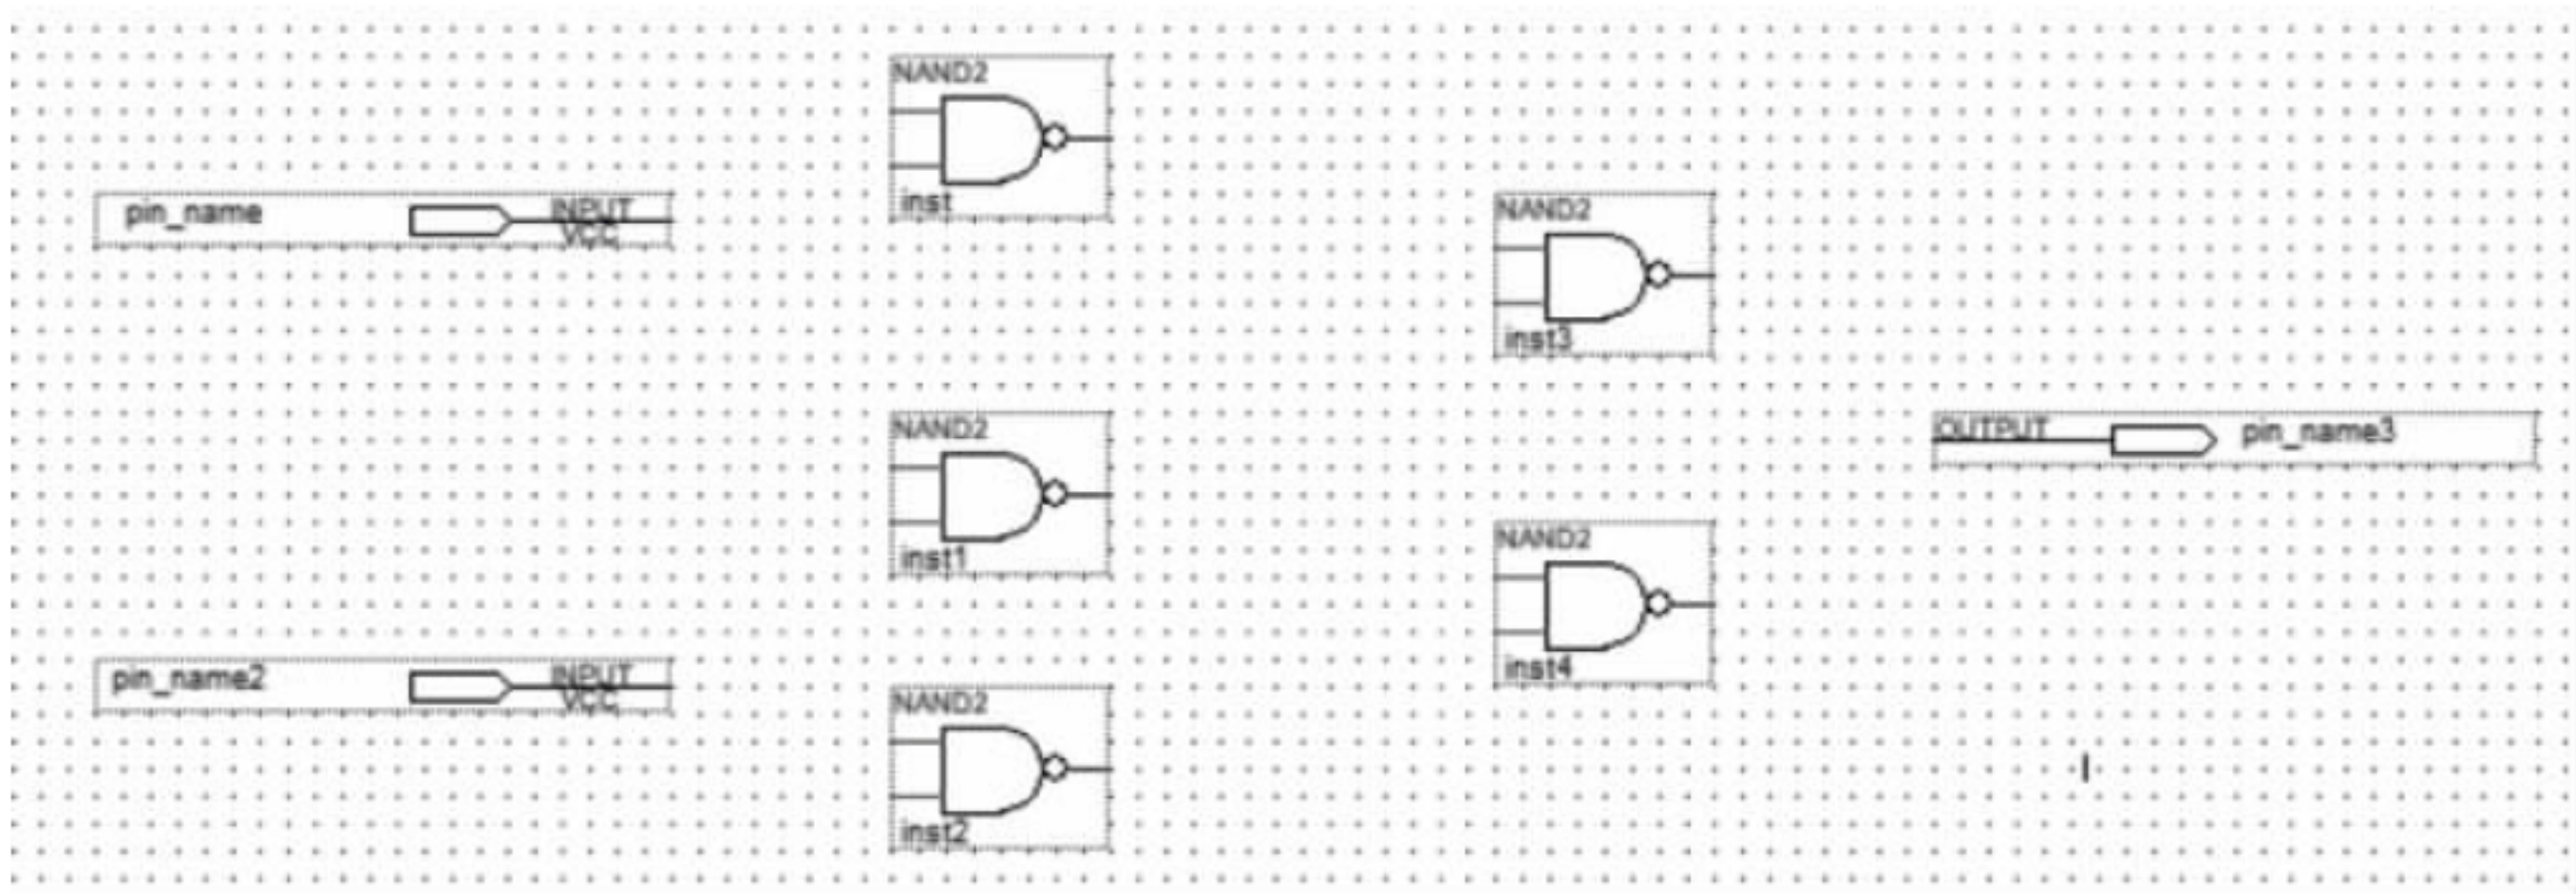 NAND2
inst
pin_name
INPUT
VCC
NAND2
inst3
NAND2
inst1
OUTPUT
pin_name3
NAND2
inst4
pin_name2
INPUT
VCC
NAND2
inst2